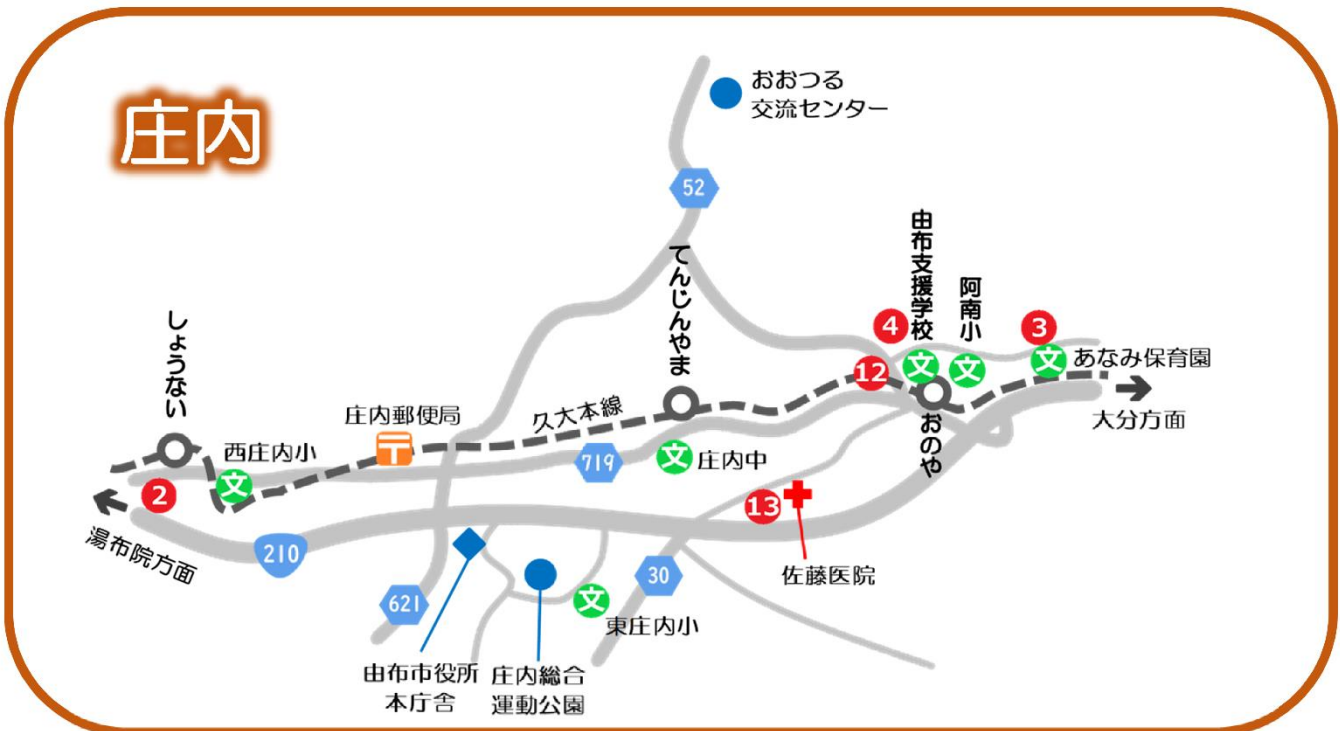 庄内
おおつる
交流センター
52
由布支援学校
阿南小
てんじんやま
しょうない
4
3
12
文
文
文
あなみ保育園
大分方面
おのや
庄内郵便局
久大本線
西庄内小
文
719
文
庄内中
2
13
湯布院方面
210
佐藤医院
30
621
文
東庄内小
由布市役所
本庁舎
庄内総合
運動公園